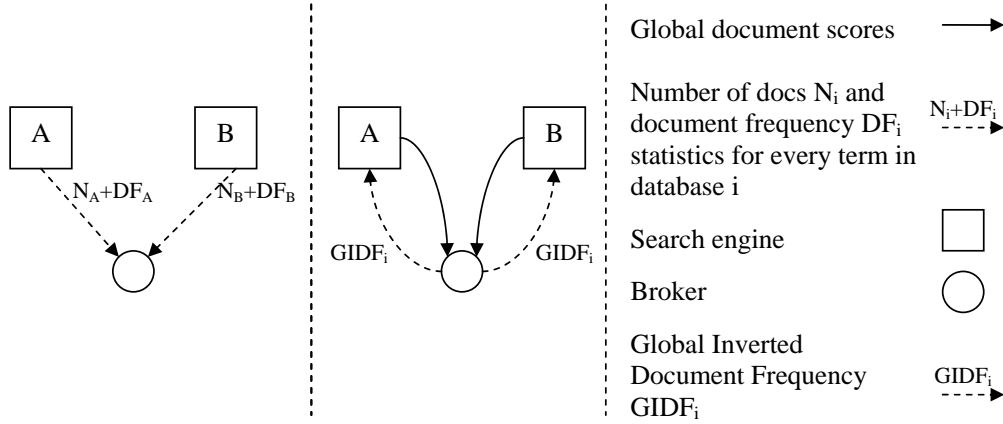 A
B
N_A+DF_A
N_B+DF_B
A
B
GIDF_i
GIDF_i
Global document scores
Number of docs N_i and
document frequency DF_i
statistics for every term in
database i
N_i+DF_i
Search engine
Broker
Global Inverted
Document Frequency
GIDF_i
GIDF_i